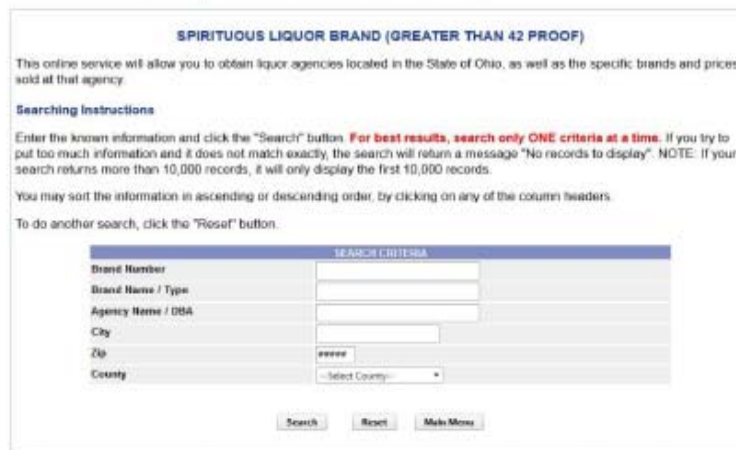 SPIRITUOUS LIQUOR BRAND (GREATER THAN 42 PROOF)
This online service will allow you to obtain liquor agencies located in the State of Ohio, as well as the specific brands and prices
sold at that agency.
Searching Instructions
Enter the known information and click the "Search" button. For best results, search only ONE criteria at a time. If you try to
put too much information and it does not match exactly, the search will return a message "No records to display". NOTE: If your
search returns more than 10,000 records, it will only display the first 10,000 records.
You may sort the information in ascending or descending order, by clicking on any of the column headers.
To do another search, click the "Reset" button.
SEARCH CRITERIA
Brand Number
Brand Name / Type
Agency Name / DBA
City
Zip #####
County --Select County--
Search Reset Main Menu